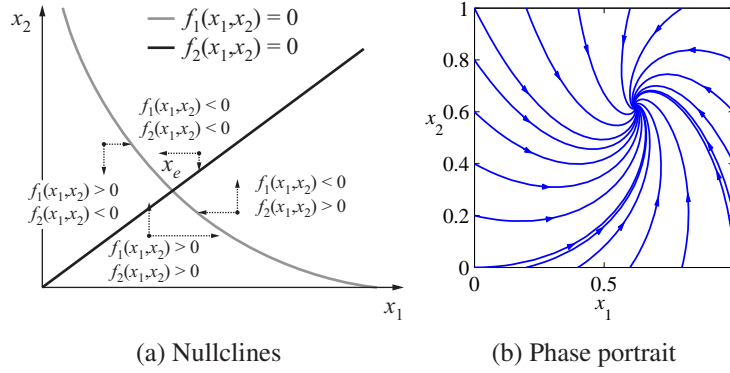 x₂
f₁(x₁,x₂) = 0
f₂(x₁,x₂) = 0
f₁(x₁,x₂) < 0
f₂(x₁,x₂) < 0
xₑ
f₁(x₁,x₂) > 0
f₂(x₁,x₂) < 0
f₁(x₁,x₂) < 0
f₂(x₁,x₂) > 0
f₁(x₁,x₂) > 0
f₂(x₁,x₂) > 0
x₁
(a) Nullclines
1
0.8
0.6
x₂
0.4
0.2
0
0
0.5
x₁
(b) Phase portrait